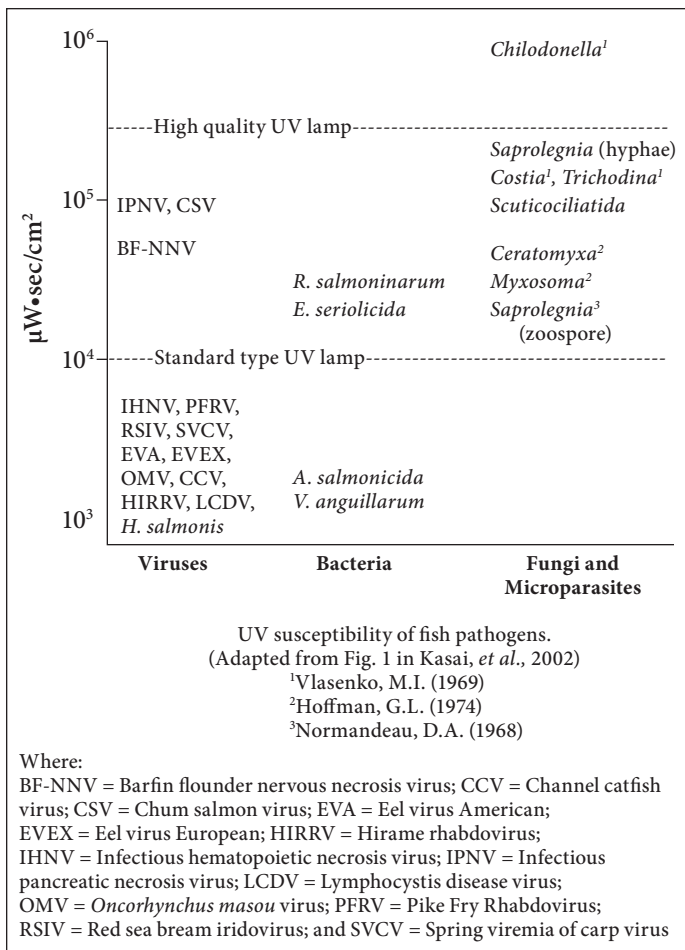 10⁶
Chilodonella¹
High quality UV lamp
Saprolegnia (hyphae)
Costia¹, Trichodina¹
10⁵
IPNV, CSV
Scuticociliatida
BF-NNV
Ceratomyxa²
R. salmoninarum
Myxosoma²
E. seriolicida
Saprolegnia³
(zoospore)
10⁴
Standard type UV lamp
IHNV, PFRV,
RSIV, SVCV,
EVA, EVEX,
OMV, CCV,
A. salmonicida
HIRRV, LCDV,
V. anguillarum
10³
H. salmonis
µW•sec/cm²
Viruses
Bacteria
Fungi and
Microparasites
UV susceptibility of fish pathogens.
(Adapted from Fig. 1 in Kasai, et al., 2002)
¹Vlasenko, M.I. (1969)
²Hoffman, G.L. (1974)
³Normandeau, D.A. (1968)
Where:
BF-NNV = Barfin flounder nervous necrosis virus; CCV = Channel catfish
virus; CSV = Chum salmon virus; EVA = Eel virus American;
EVEX = Eel virus European; HIRRV = Hirame rhabdovirus;
IHNV = Infectious hematopoietic necrosis virus; IPNV = Infectious
pancreatic necrosis virus; LCDV = Lymphocystis disease virus;
OMV = Oncorhynchus masou virus; PFRV = Pike Fry Rhabdovirus;
RSIV = Red sea bream iridovirus; and SVCV = Spring viremia of carp virus